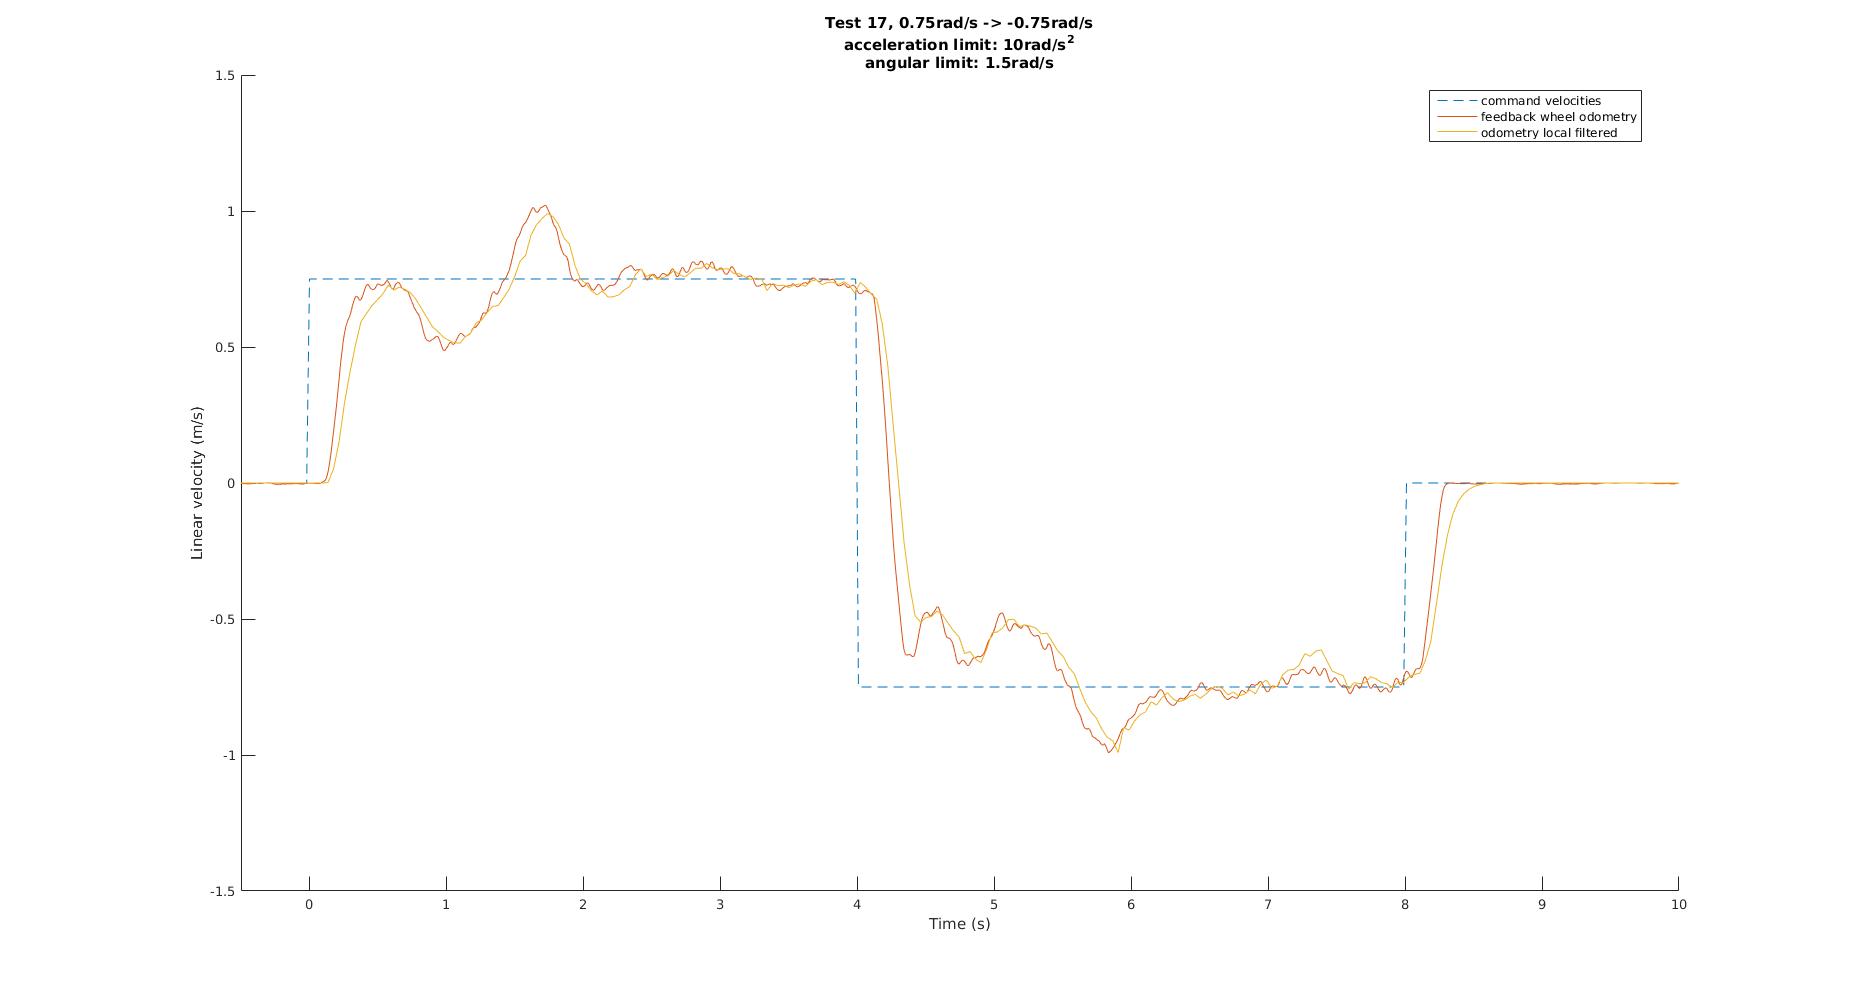 Test 17, 0.75rad/s -> -0.75rad/s
acceleration limit: 10rad/s²
angular limit: 1.5rad/s
command velocities
feedback wheel odometry
odometry local filtered
Linear velocity (m/s)
1.5
1
0.5
0
-0.5
-1
-1.5
0 1 2 3 4 5 6 7 8 9 10
Time (s)